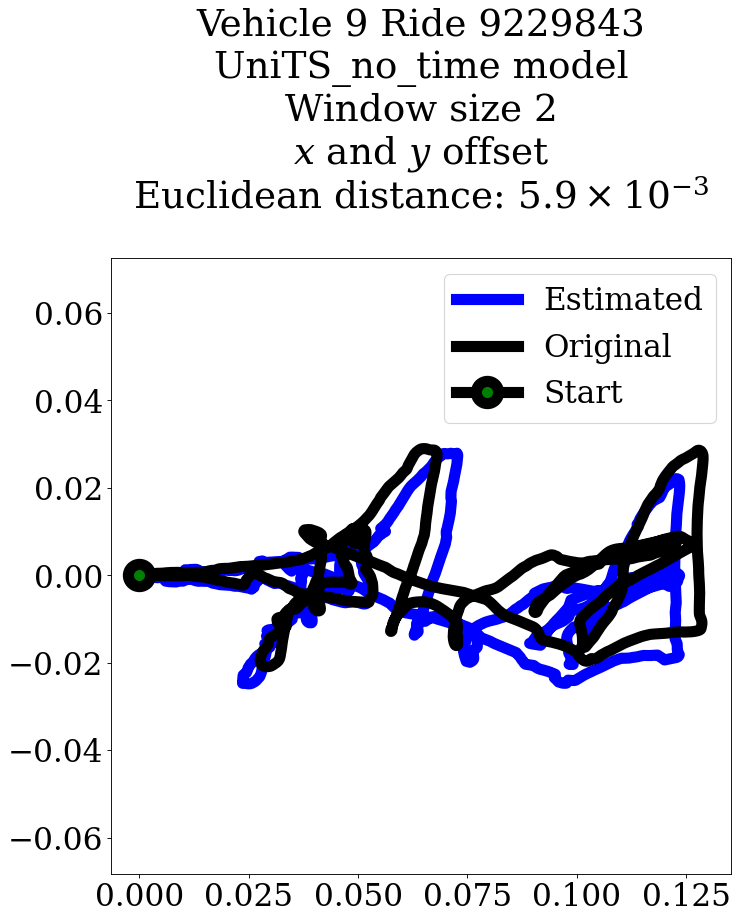 Vehicle 9 Ride 9229843
UniTS_no_time model
Window size 2
x and y offset
Euclidean distance: 5.9 × 10⁻³
Estimated
Original
Start
0.06
0.04
0.02
0.00
−0.02
−0.04
−0.06
0.000 0.025 0.050 0.075 0.100 0.125